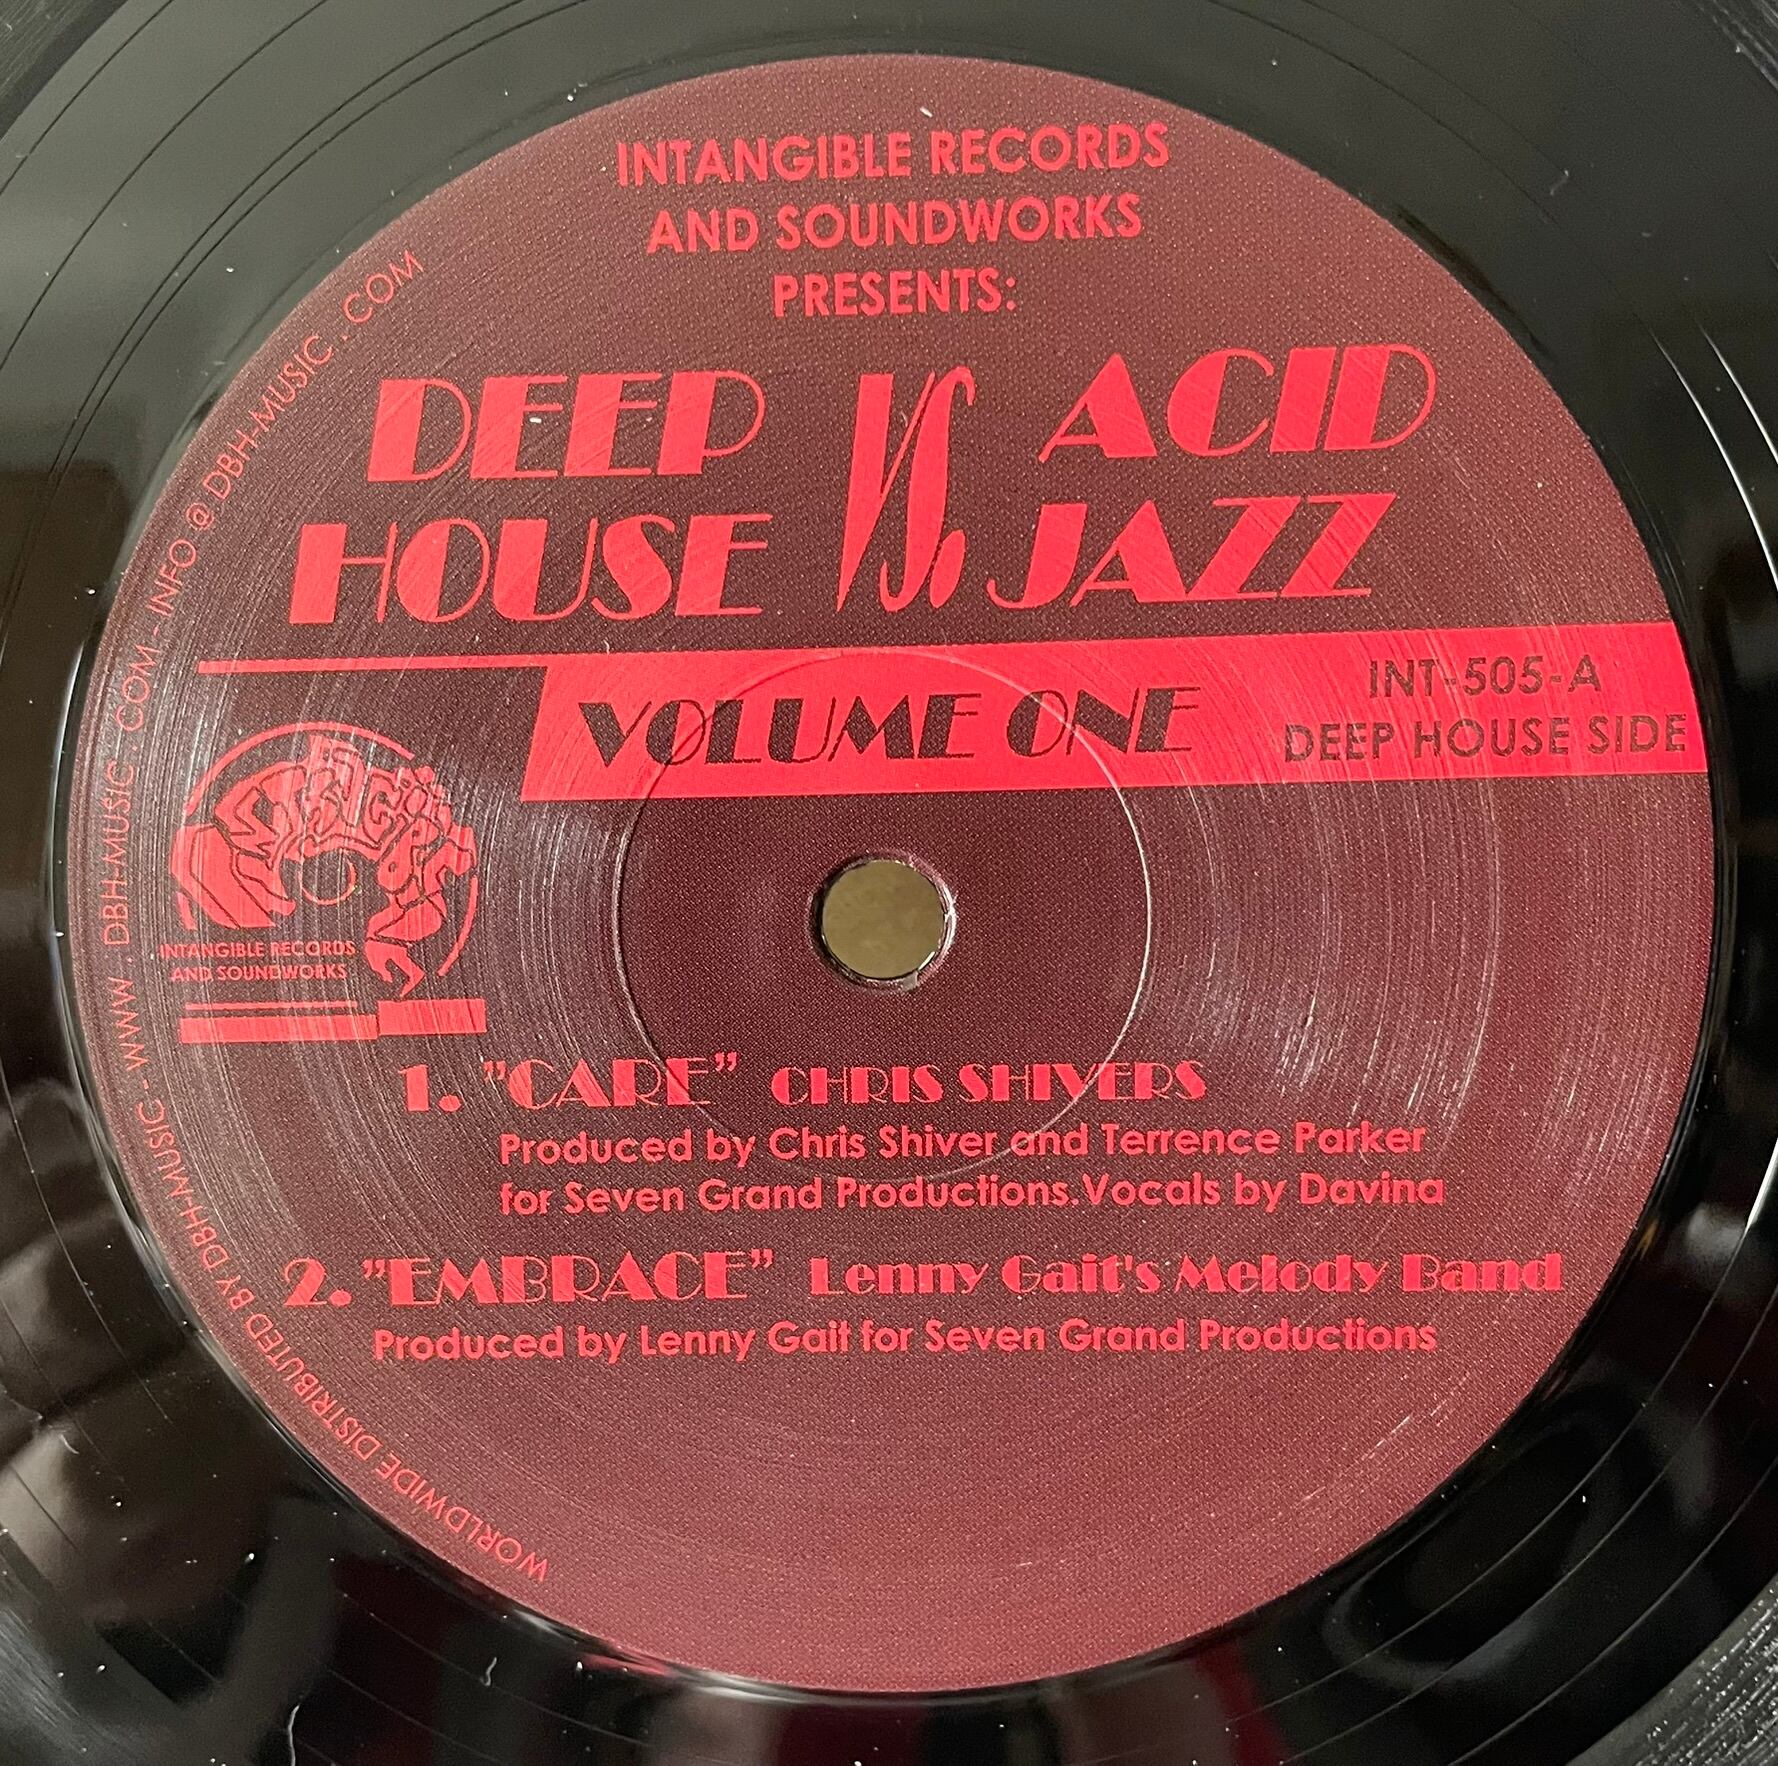 INTANGIBLE RECORDS
AND SOUNDWORKS
PRESENTS:
DEEP HOUSE VS. ACID JAZZ
VOLUME ONE
INT-505-A
DEEP HOUSE SIDE
INTANGIBLE
INTANGIBLE RECORDS
AND SOUNDWORKS
1. "CARE" CHRIS SHIVERS
Produced by Chris Shiver and Terrence Parker
for Seven Grand Productions.Vocals by Davina
2. "EMBRACE" Lenny Gait's Melody Band
Produced by Lenny Gait for Seven Grand Productions
WORLDWIDE DISTRIBUTED BY DBH-MUSIC - WWW . DBH-MUSIC . COM - INFO @ DBH-MUSIC . COM